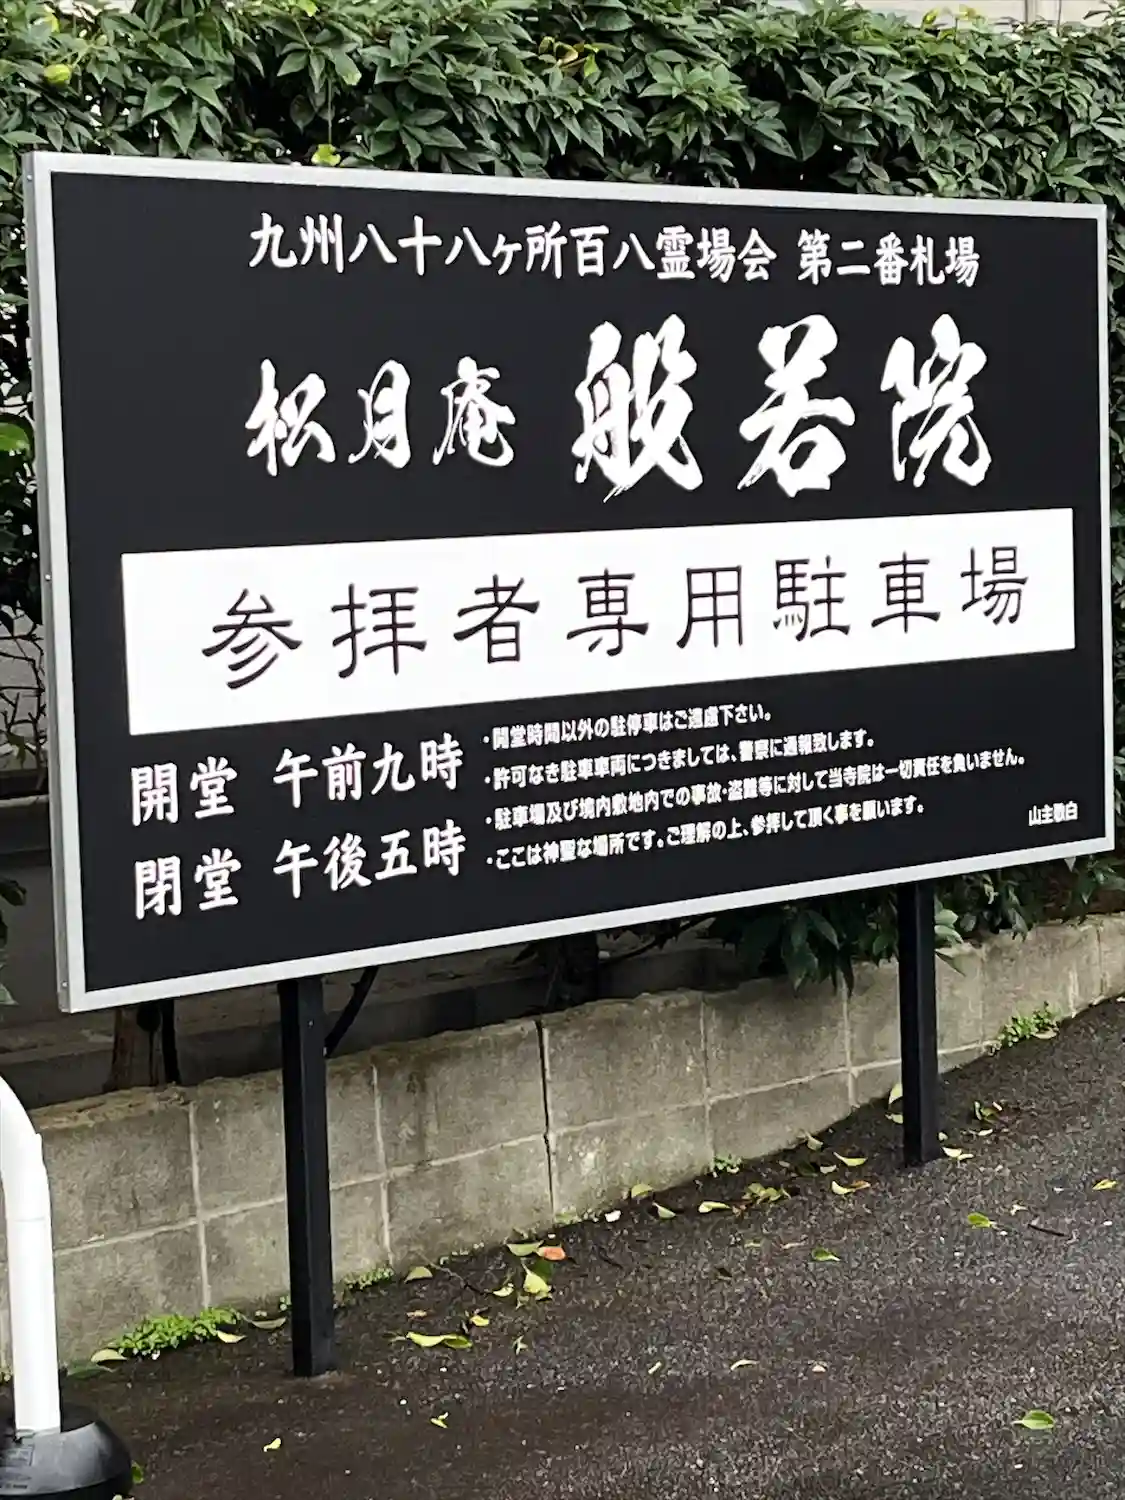 九州八十八ヶ所百八霊場会 第二番札場
松月庵 般若院
参拝者専用駐車場
開堂 午前九時
閉堂 午後五時
・開堂時間以外の駐停車はご遠慮下さい。
・許可なき駐車車両につきましては、警察に通報致します。
・駐車場及び境内敷地内での事故・盗難等に対して当寺院は一切責任を負いません。
・ここは神聖な場所です。ご理解の上、参拝して頂く事を願います。
山主敬白